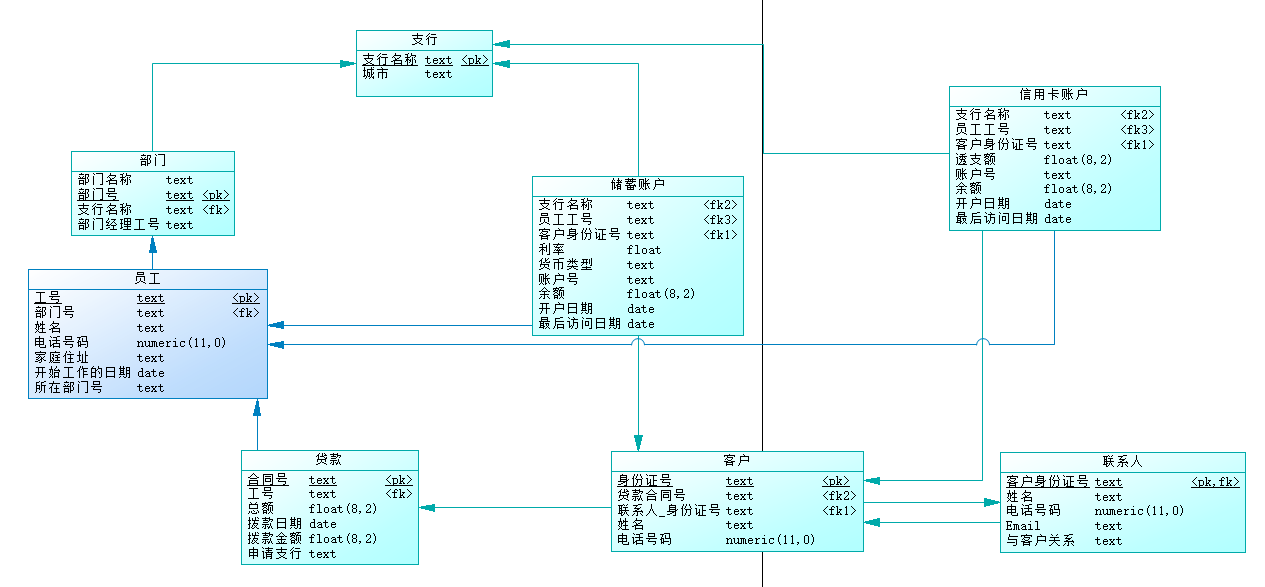 支行
支行名称 text <pk>
城市 text
信用卡账户
支行名称 text <fk2>
员工工号 text <fk3>
客户身份证号 text <fk1>
透支额 float(8,2)
账户号 text
余额 float(8,2)
开户日期 date
最后访问日期 date
部门
部门名称 text
部门号 text <pk>
支行名称 text <fk>
部门经理工号 text
储蓄账户
支行名称 text <fk2>
员工工号 text <fk3>
客户身份证号 text <fk1>
利率 float
货币类型 text
账户号 text
余额 float(8,2)
开户日期 date
最后访问日期 date
员工
工号 text <pk>
部门号 text <fk>
姓名 text
电话号码 numeric(11,0)
家庭住址 text
开始工作的日期 date
所在部门号 text
贷款
合同号 text <pk>
工号 text <fk>
总额 float(8,2)
拨款日期 date
拨款金额 float(8,2)
申请支行 text
客户
身份证号 text <pk>
贷款合同号 text <fk2>
联系人_身份证号 text <fk1>
姓名 text
电话号码 numeric(11,0)
联系人
客户身份证号 text <pk,fk>
姓名 text
电话号码 numeric(11,0)
Email text
与客户关系 text